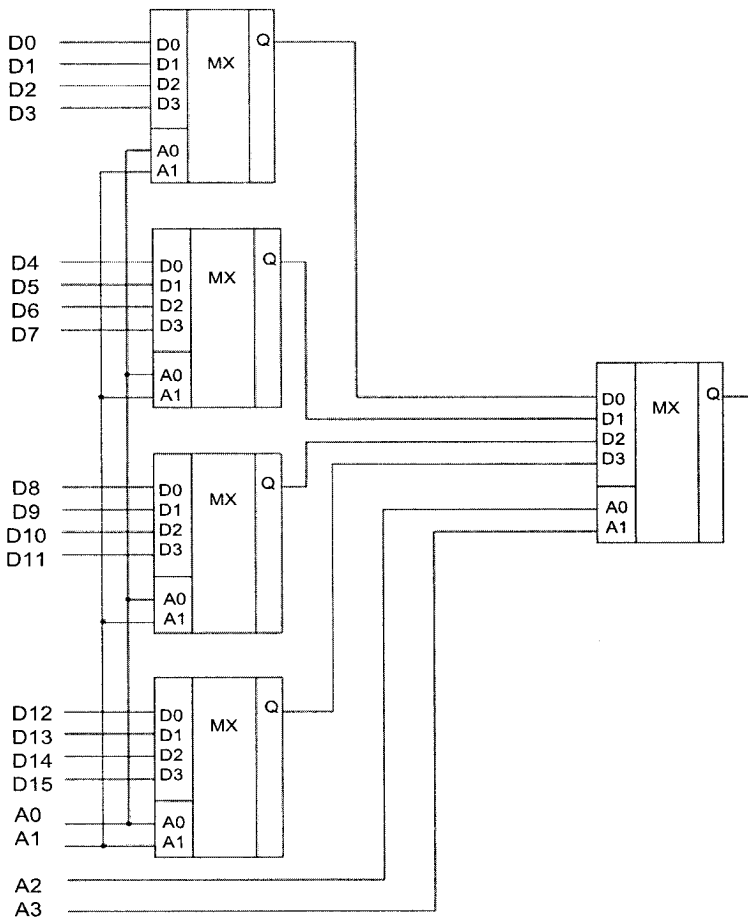 D0 D0 MX Q
D1 D1
D2 D2
D3 D3
A0
A1
D4 D0 MX Q
D5 D1
D6 D2
D7 D3
A0
A1
D0 MX Q
D1
D2
D3
A0
A1
D8 D0 MX Q
D9 D1
D10 D2
D11 D3
A0
A1
D12 D0 MX Q
D13 D1
D14 D2
D15 D3
A0 A0
A1 A1
A2
A3